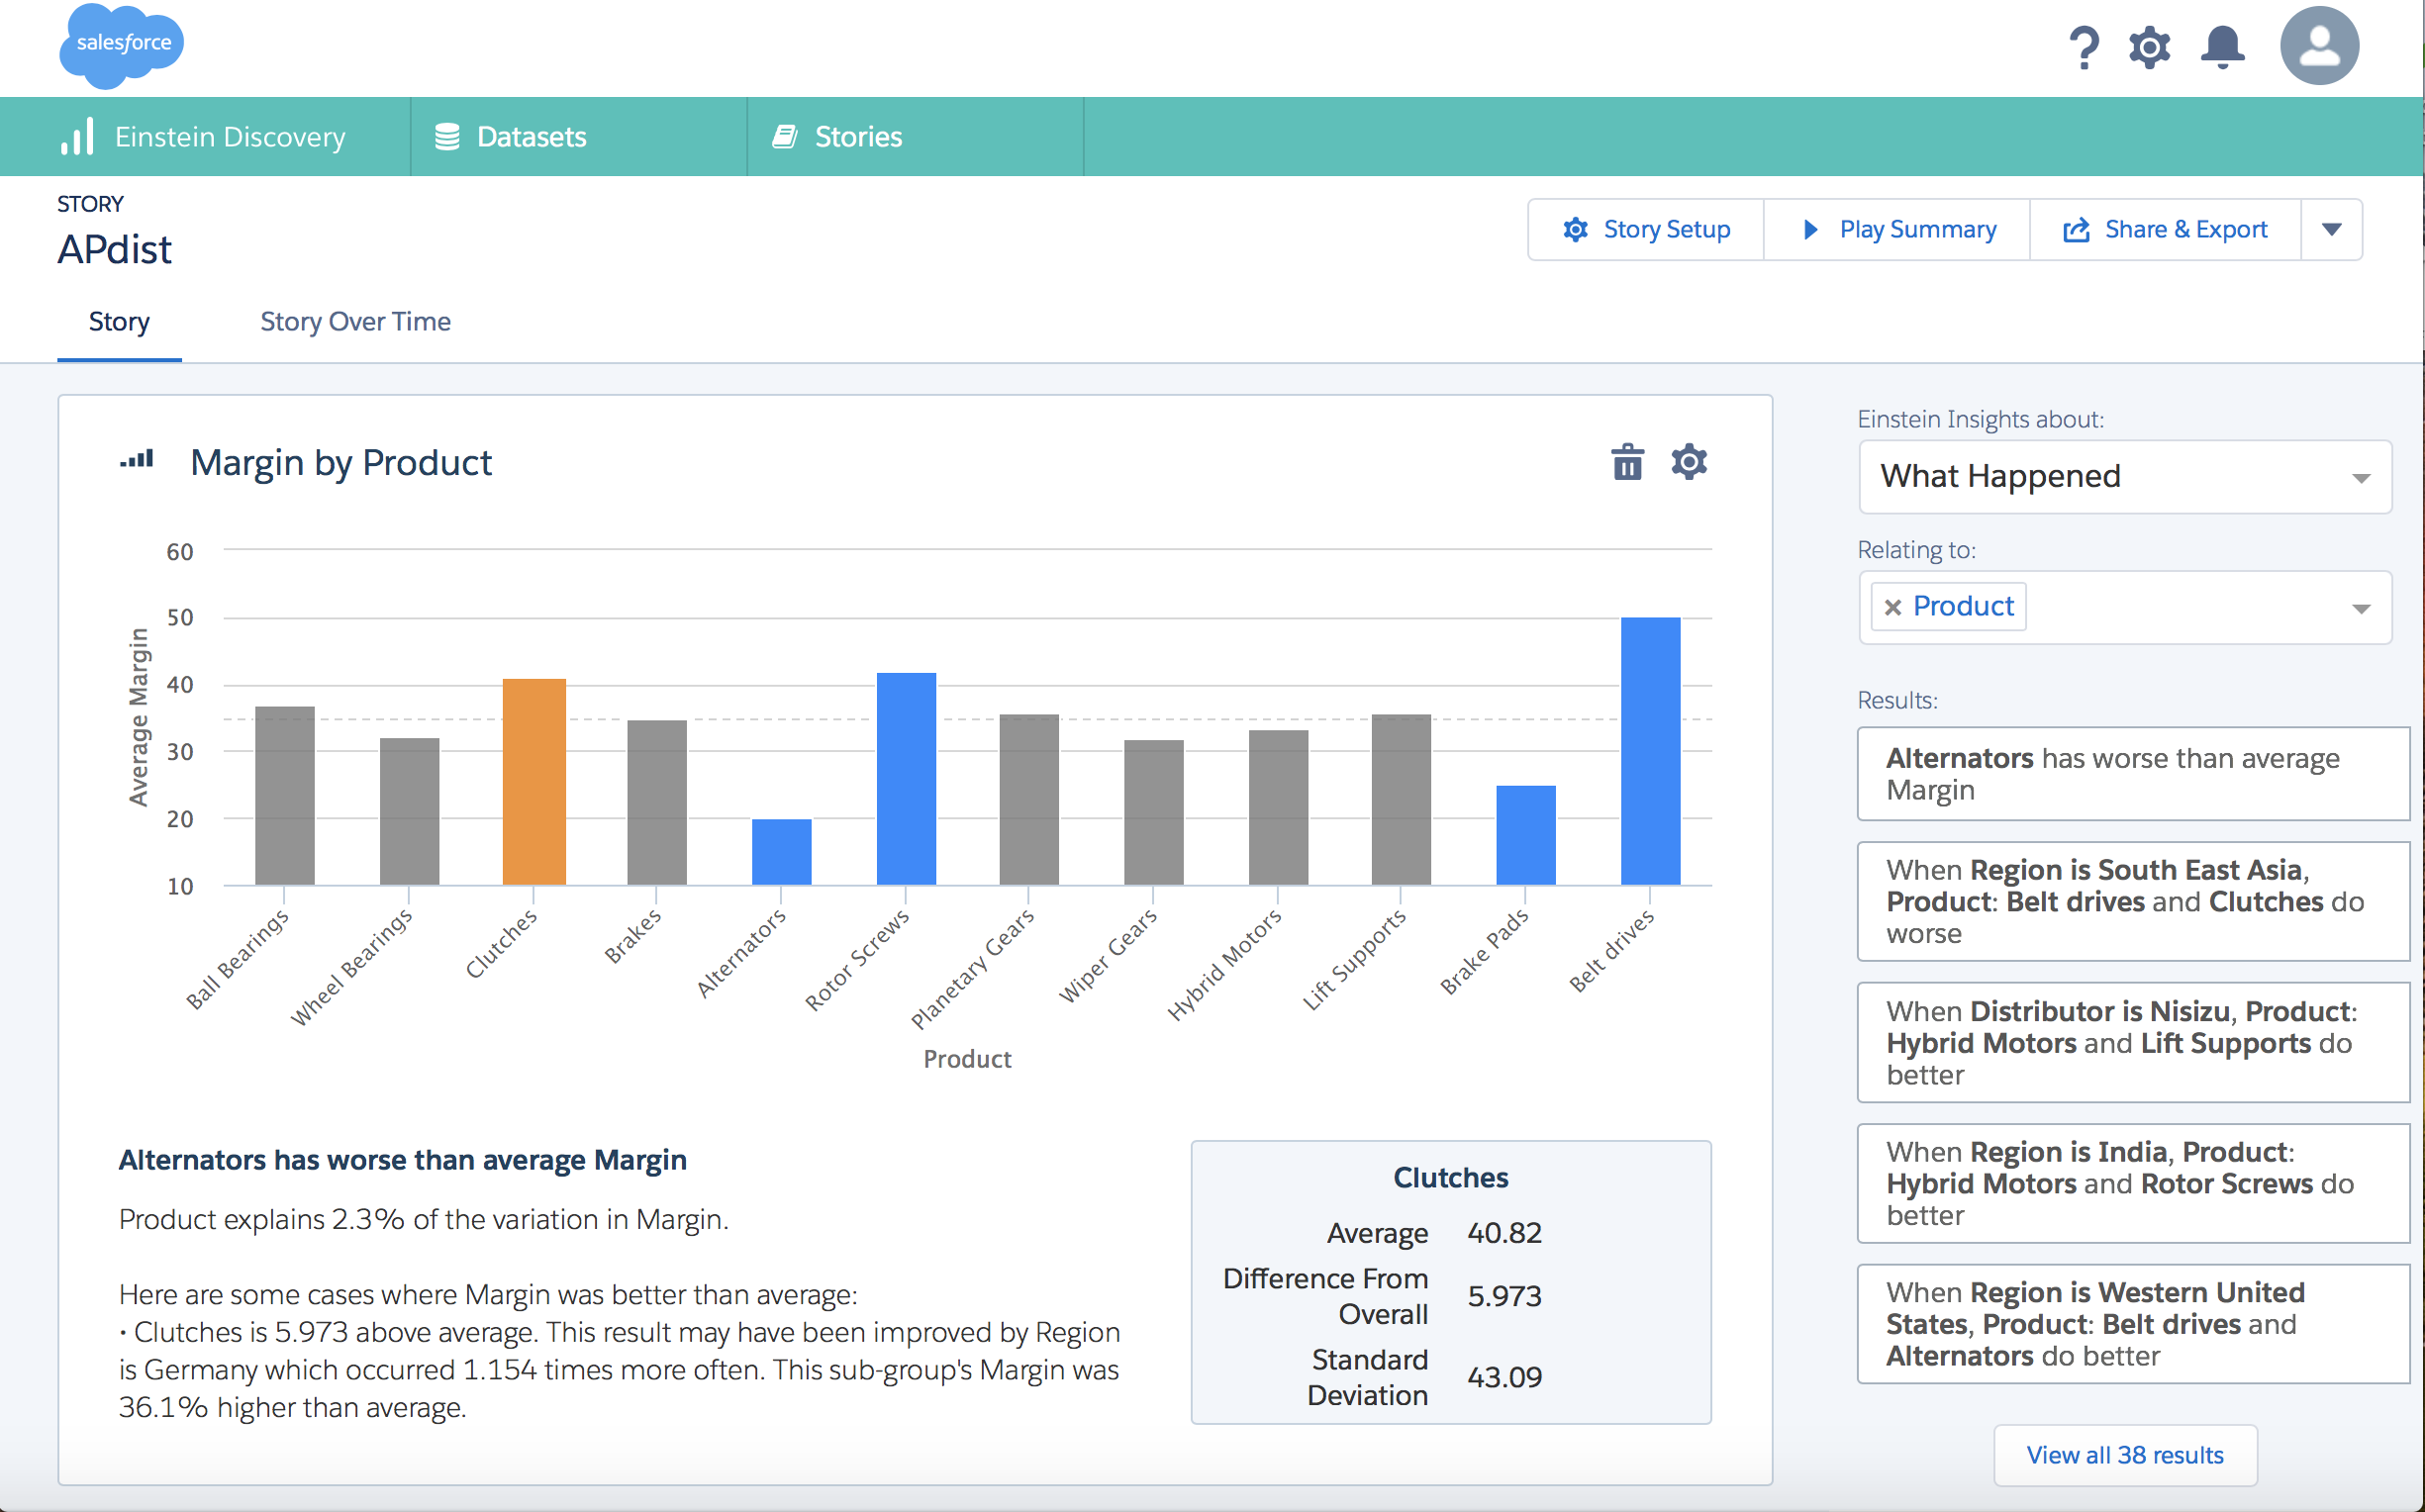 salesforce
Einstein Discovery
Datasets
Stories
STORY
APdist
Story Setup
Play Summary
Share & Export
Story
Story Over Time
Margin by Product
60
50
40
30
20
10
Average Margin
Ball Bearings
Wheel Bearings
Clutches
Brakes
Alternators
Rotor Screws
Planetary Gears
Wiper Gears
Hybrid Motors
Lift Supports
Brake Pads
Belt drives
Product
Alternators has worse than average Margin
Product explains 2.3% of the variation in Margin.
Here are some cases where Margin was better than average:
• Clutches is 5.973 above average. This result may have been improved by Region
is Germany which occurred 1.154 times more often. This sub-group's Margin was
36.1% higher than average.
Clutches
Average 40.82
Difference From
Overall 5.973
Standard
Deviation 43.09
Einstein Insights about:
What Happened
Relating to:
× Product
Results:
Alternators has worse than average
Margin
When Region is South East Asia,
Product: Belt drives and Clutches do
worse
When Distributor is Nisizu, Product:
Hybrid Motors and Lift Supports do
better
When Region is India, Product:
Hybrid Motors and Rotor Screws do
better
When Region is Western United
States, Product: Belt drives and
Alternators do better
View all 38 results